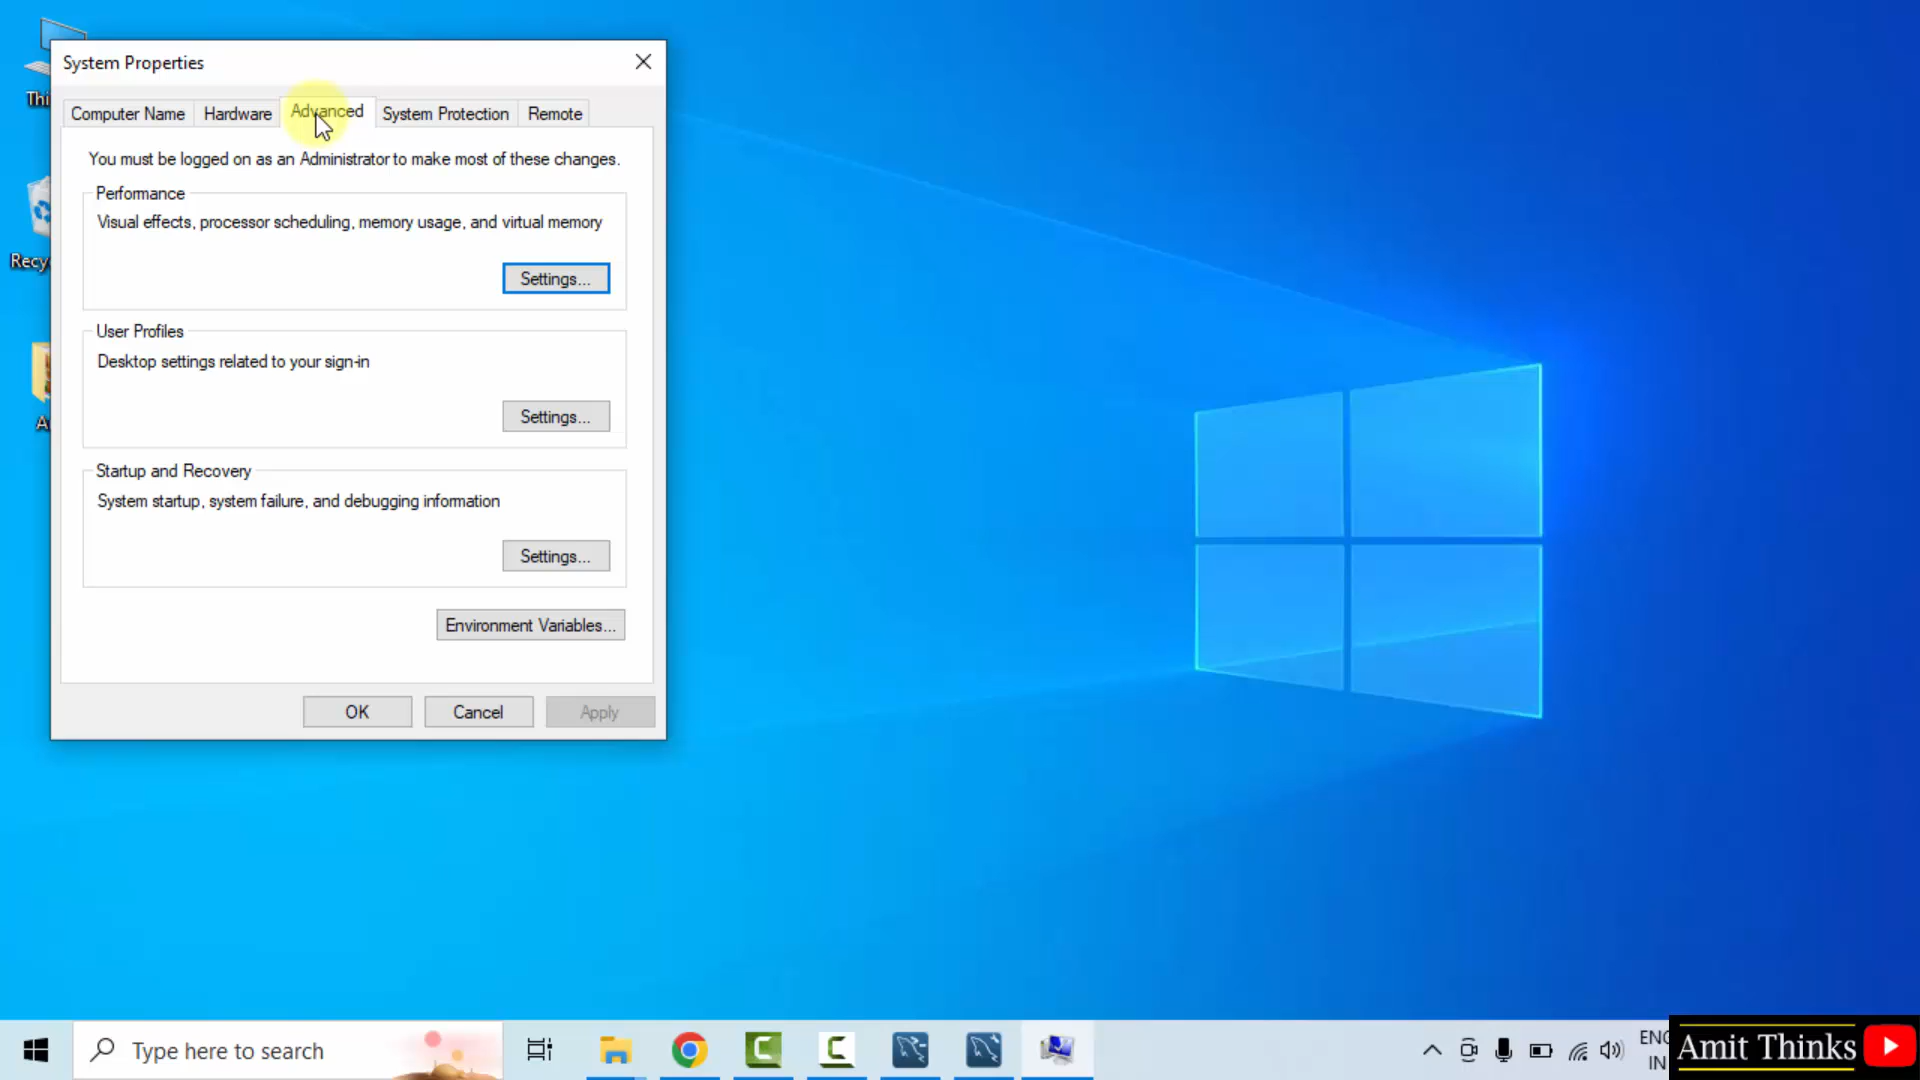 System Properties
Computer Name Hardware Advanced System Protection Remote
You must be logged on as an Administrator to make most of these changes.
Performance
Visual effects, processor scheduling, memory usage, and virtual memory
Settings...
User Profiles
Desktop settings related to your sign-in
Settings...
Startup and Recovery
System startup, system failure, and debugging information
Settings...
Environment Variables...
OK Cancel Apply
Thi
Recy
A
Type here to search
ENG
IN
Amit Thinks